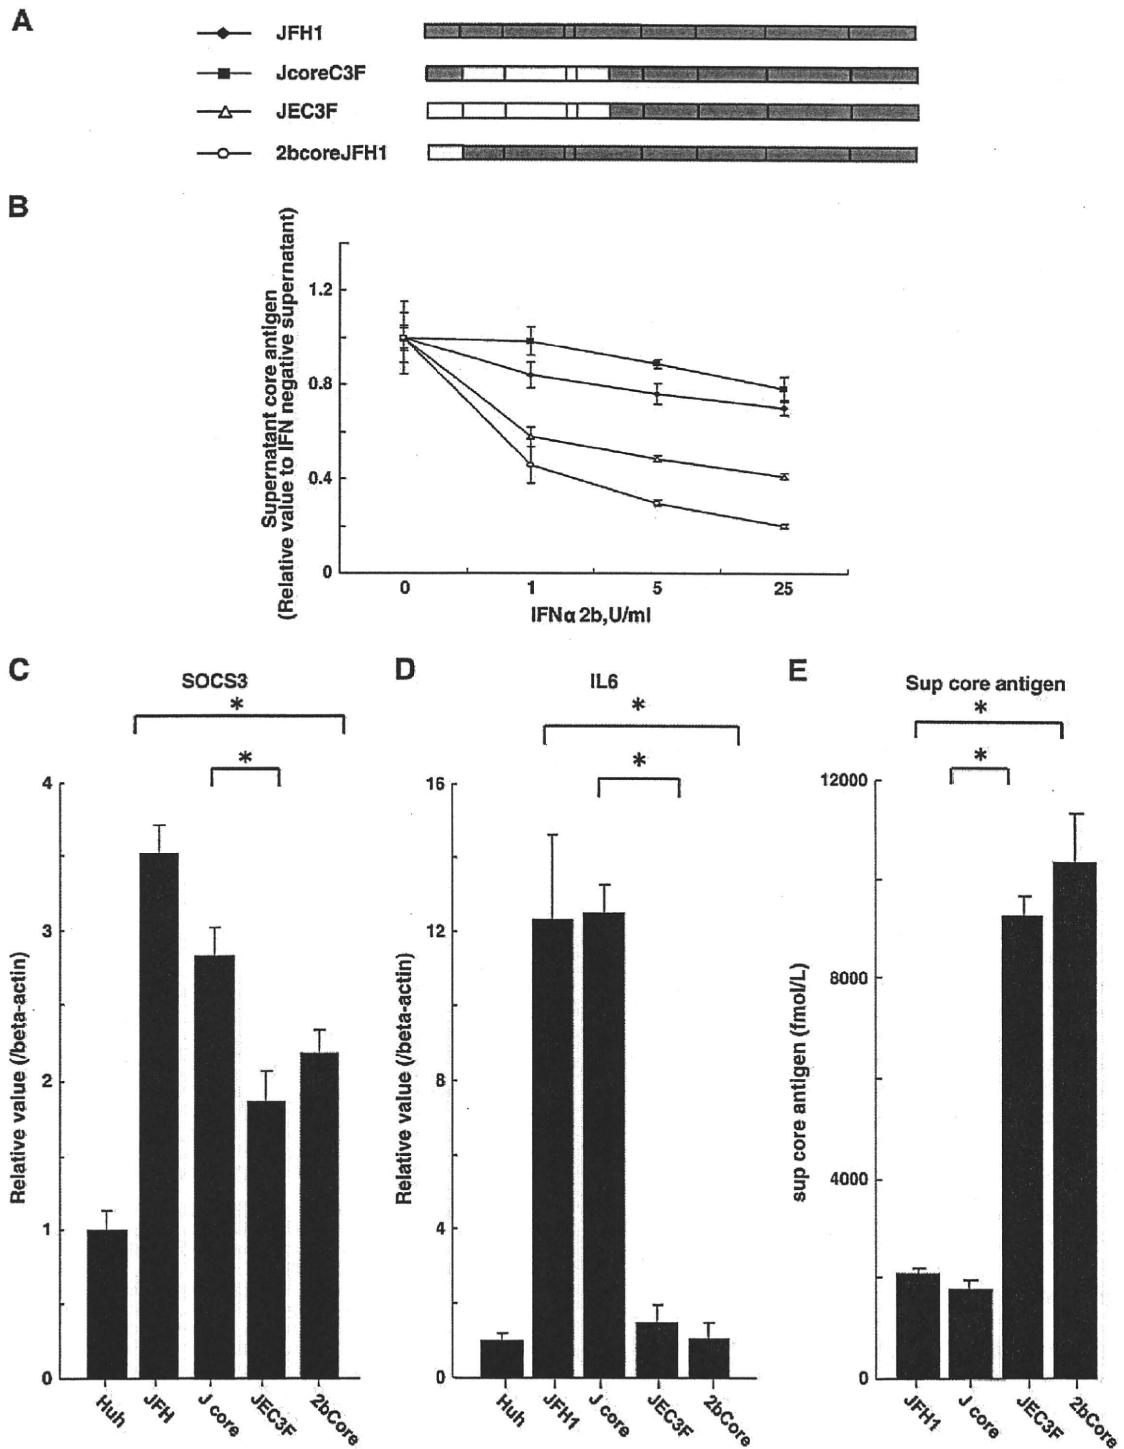 A
JFH1
JcoreC3F
JEC3F
2bcoreJFH1
B
Supernatant core antigen
(Relative value to IFN negative supernatant)
1.2
0.8
0.4
0
0 1 5 25
IFNα 2b,U/ml
C
SOCS3
*
*
Relative value (/beta-actin)
4
3
2
1
0
Huh JFH J core JEC3F 2bCore
D
IL6
*
*
Relative value (/beta-actin)
16
12
8
4
0
Huh JFH1 J core JEC3F 2bCore
E
Sup core antigen
*
*
sup core antigen (fmol/L)
12000
8000
4000
0
JFH1 J core JEC3F 2bCore